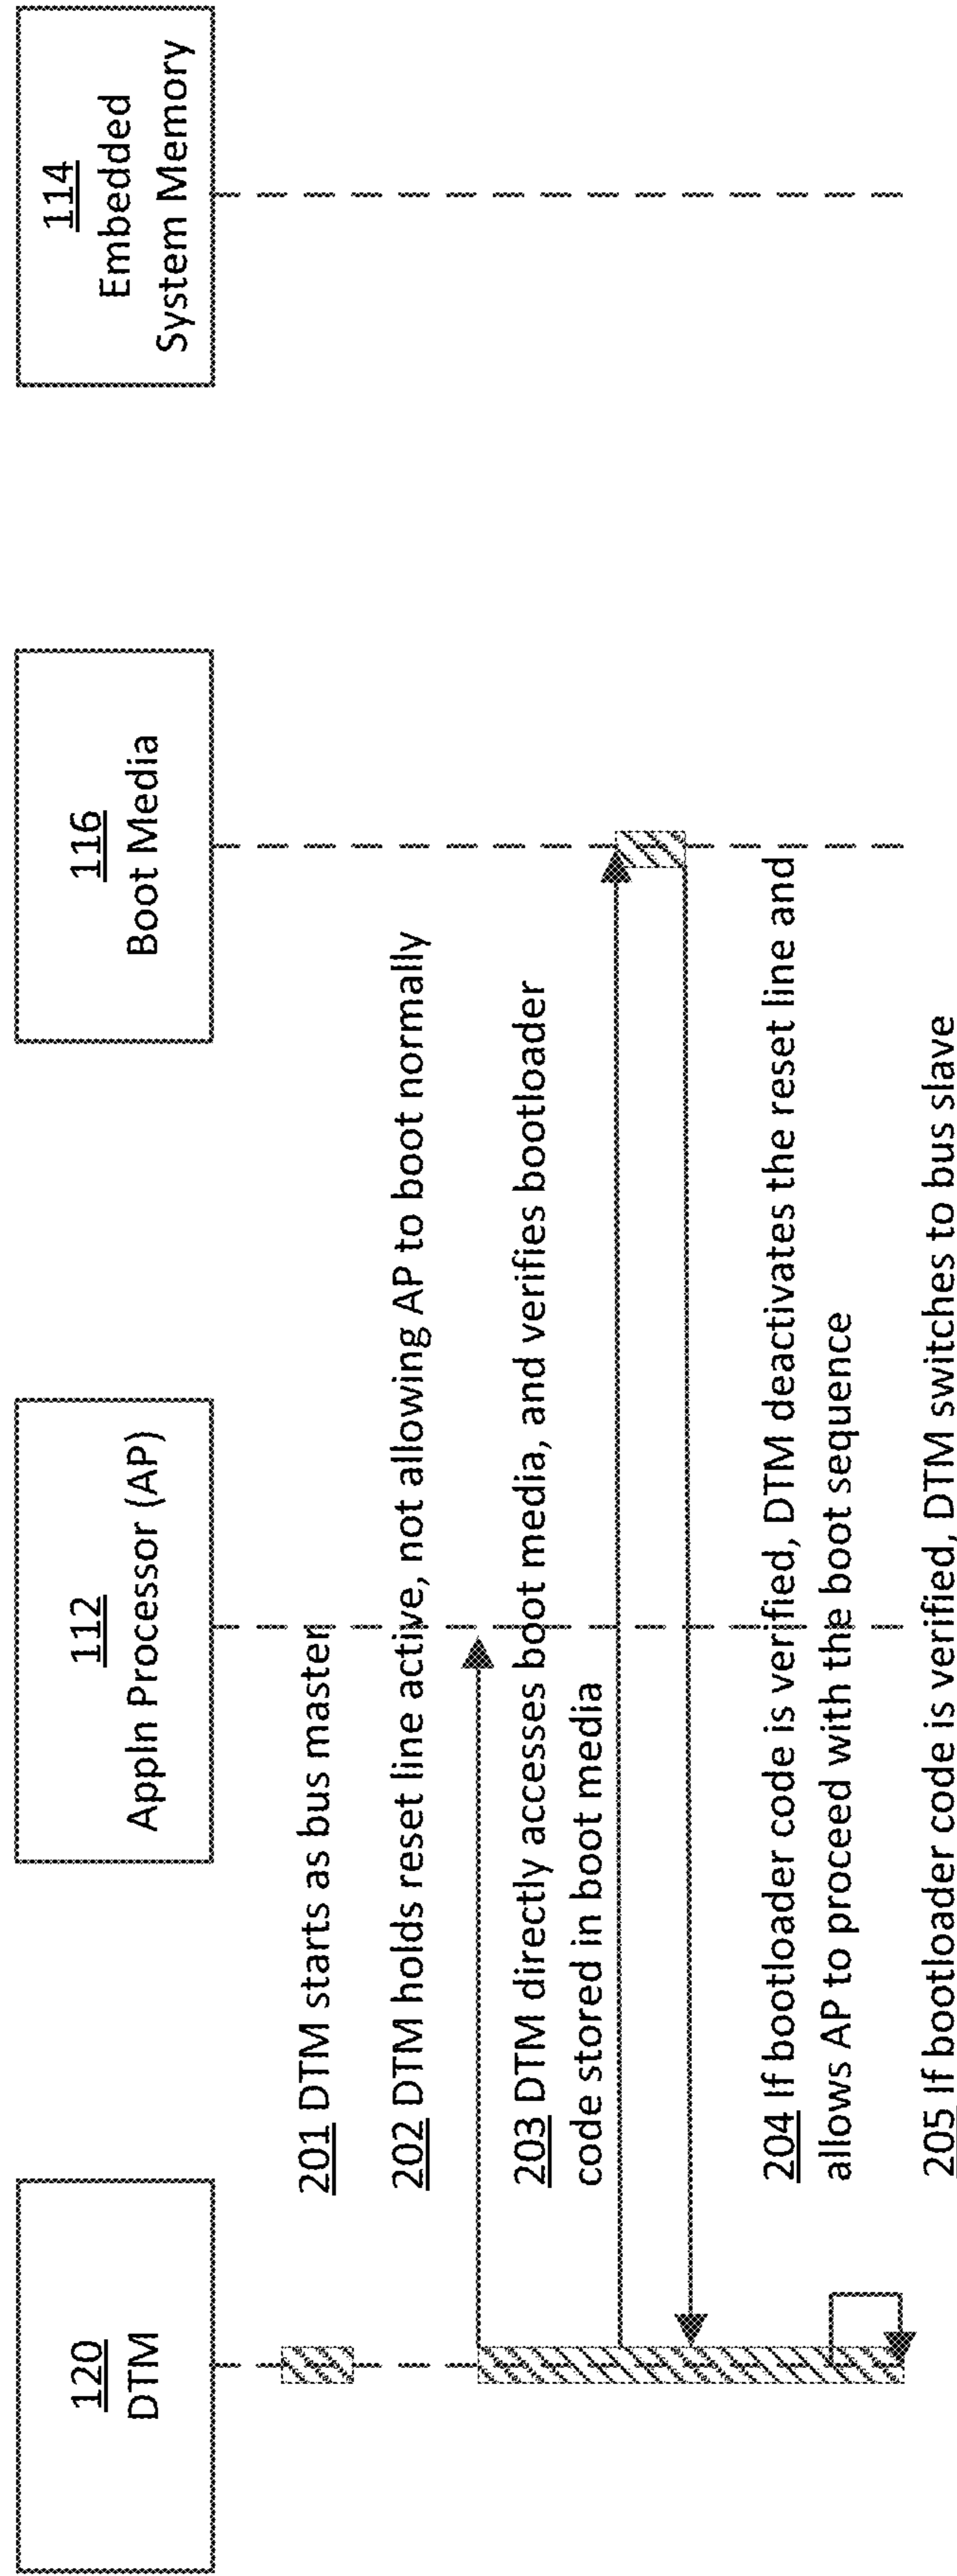 120
DTM
112
Appln Processor (AP)
116
Boot Media
114
Embedded
System Memory
201 DTM starts as bus master
202 DTM holds reset line active, not allowing AP to boot normally
203 DTM directly accesses boot media, and verifies bootloader
code stored in boot media
204 If bootloader code is verified, DTM deactivates the reset line and
allows AP to proceed with the boot sequence
205 If bootloader code is verified, DTM switches to bus slave